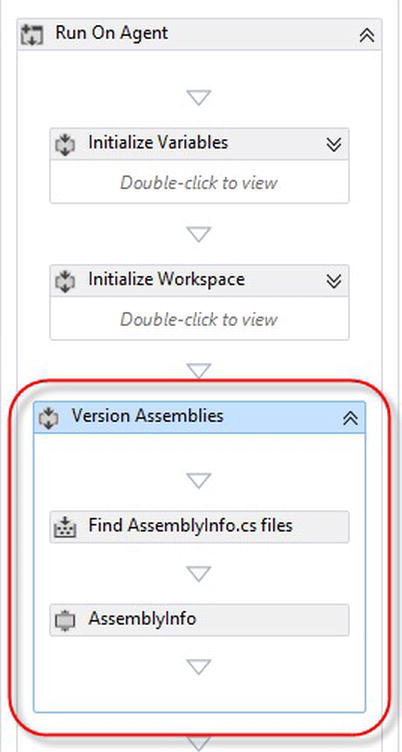 Run On Agent
Initialize Variables
Double-click to view
Initialize Workspace
Double-click to view
Version Assemblies
Find AssemblyInfo.cs files
AssemblyInfo